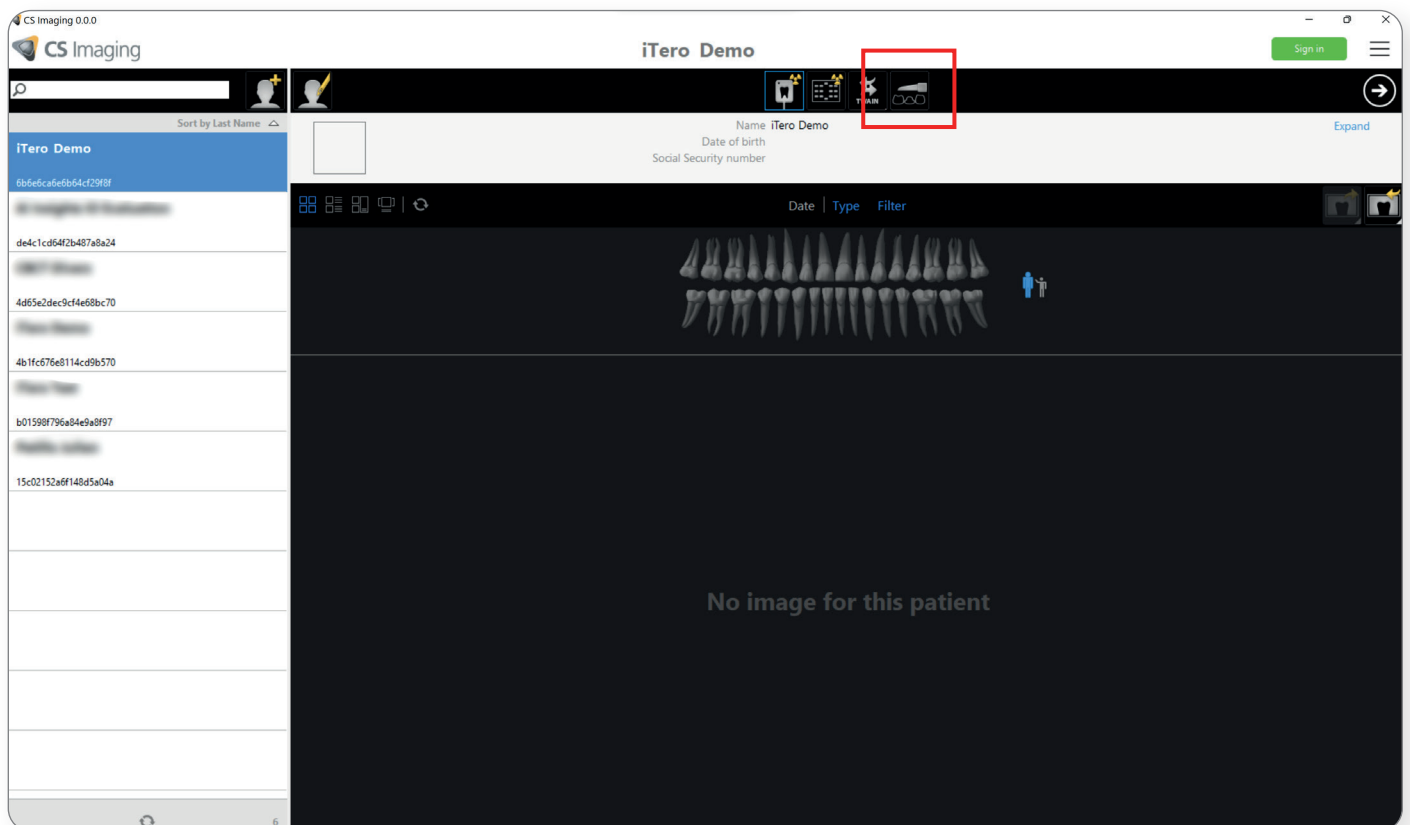 CS Imaging 0.0.0
CS Imaging
iTero Demo
Sign in
TWAIN
Sort by Last Name
Name iTero Demo
Date of birth
Social Security number
Expand
iTero Demo
6b6e6ca6e6b64cf29f8f
Date | Type Filter
de4c1cd64f2b487a8a24
4d65e2dec9cf4e68bc70
4b1fc676e8114cd9b570
b01598f796a84e9a8f97
15c02152a6f148d5a04a
No image for this patient
6